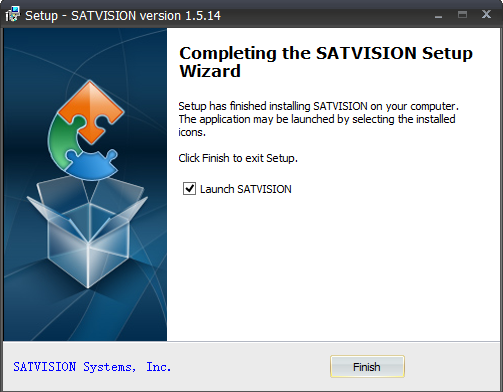 Setup - SATVISION version 1.5.14
Completing the SATVISION Setup
Wizard
Setup has finished installing SATVISION on your computer.
The application may be launched by selecting the installed
icons.
Click Finish to exit Setup.
Launch SATVISION
SATVISION Systems, Inc.
Finish